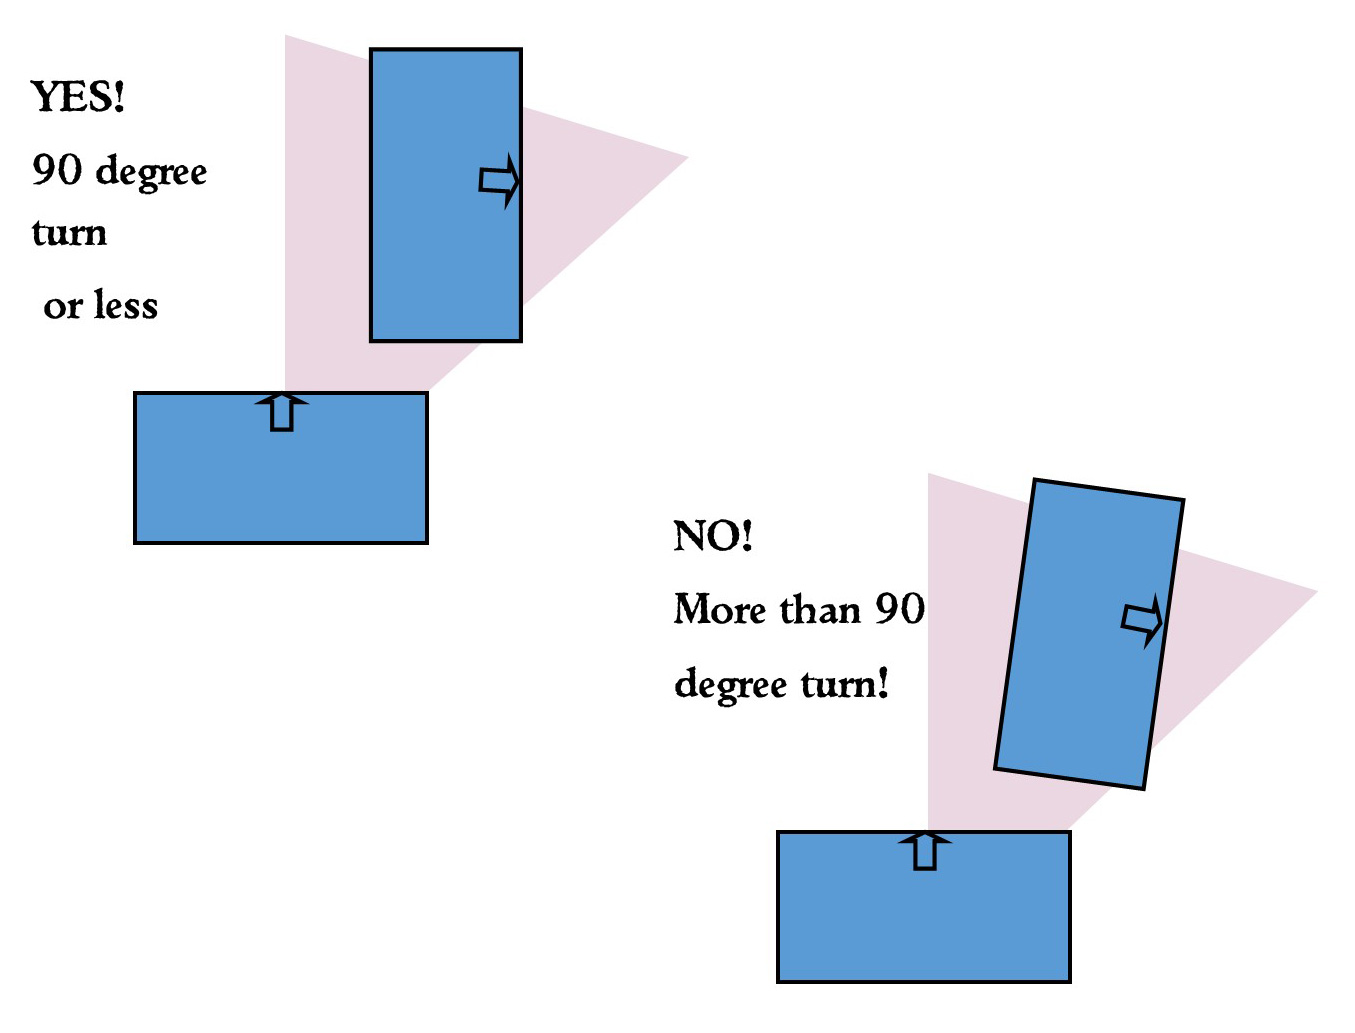 YES!
90 degree
turn
or less
NO!
More than 90
degree turn!